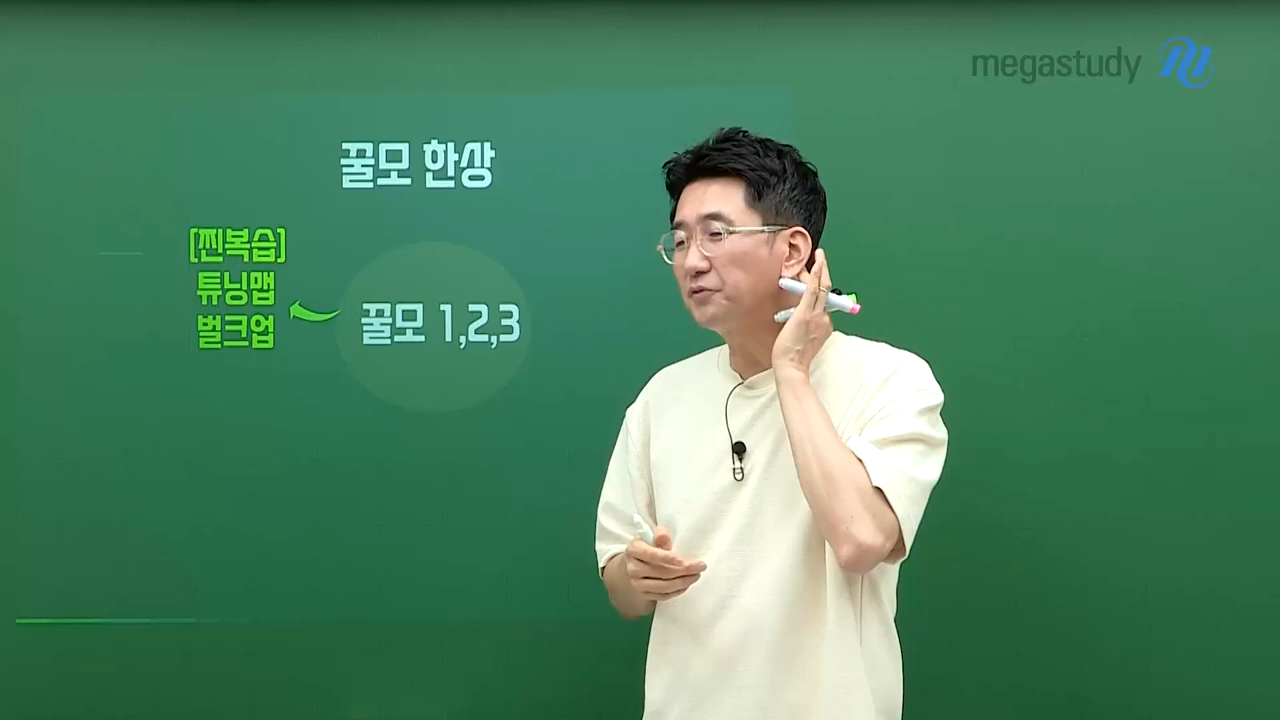 megastudy
꿀모 한상
[찐복습]
튜닝맵
벌크업
꿀모 1,2,3